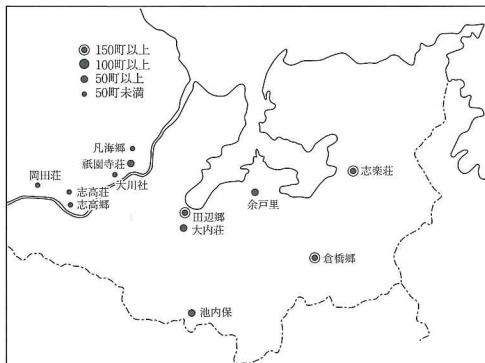 150町以上
100町以上
50町以上
50町未満
凡海郷
祇園寺荘
大川社
岡田荘
志高荘
志高郷
志楽荘
余戸里
田辺郷
大内荘
倉橋郷
池内保